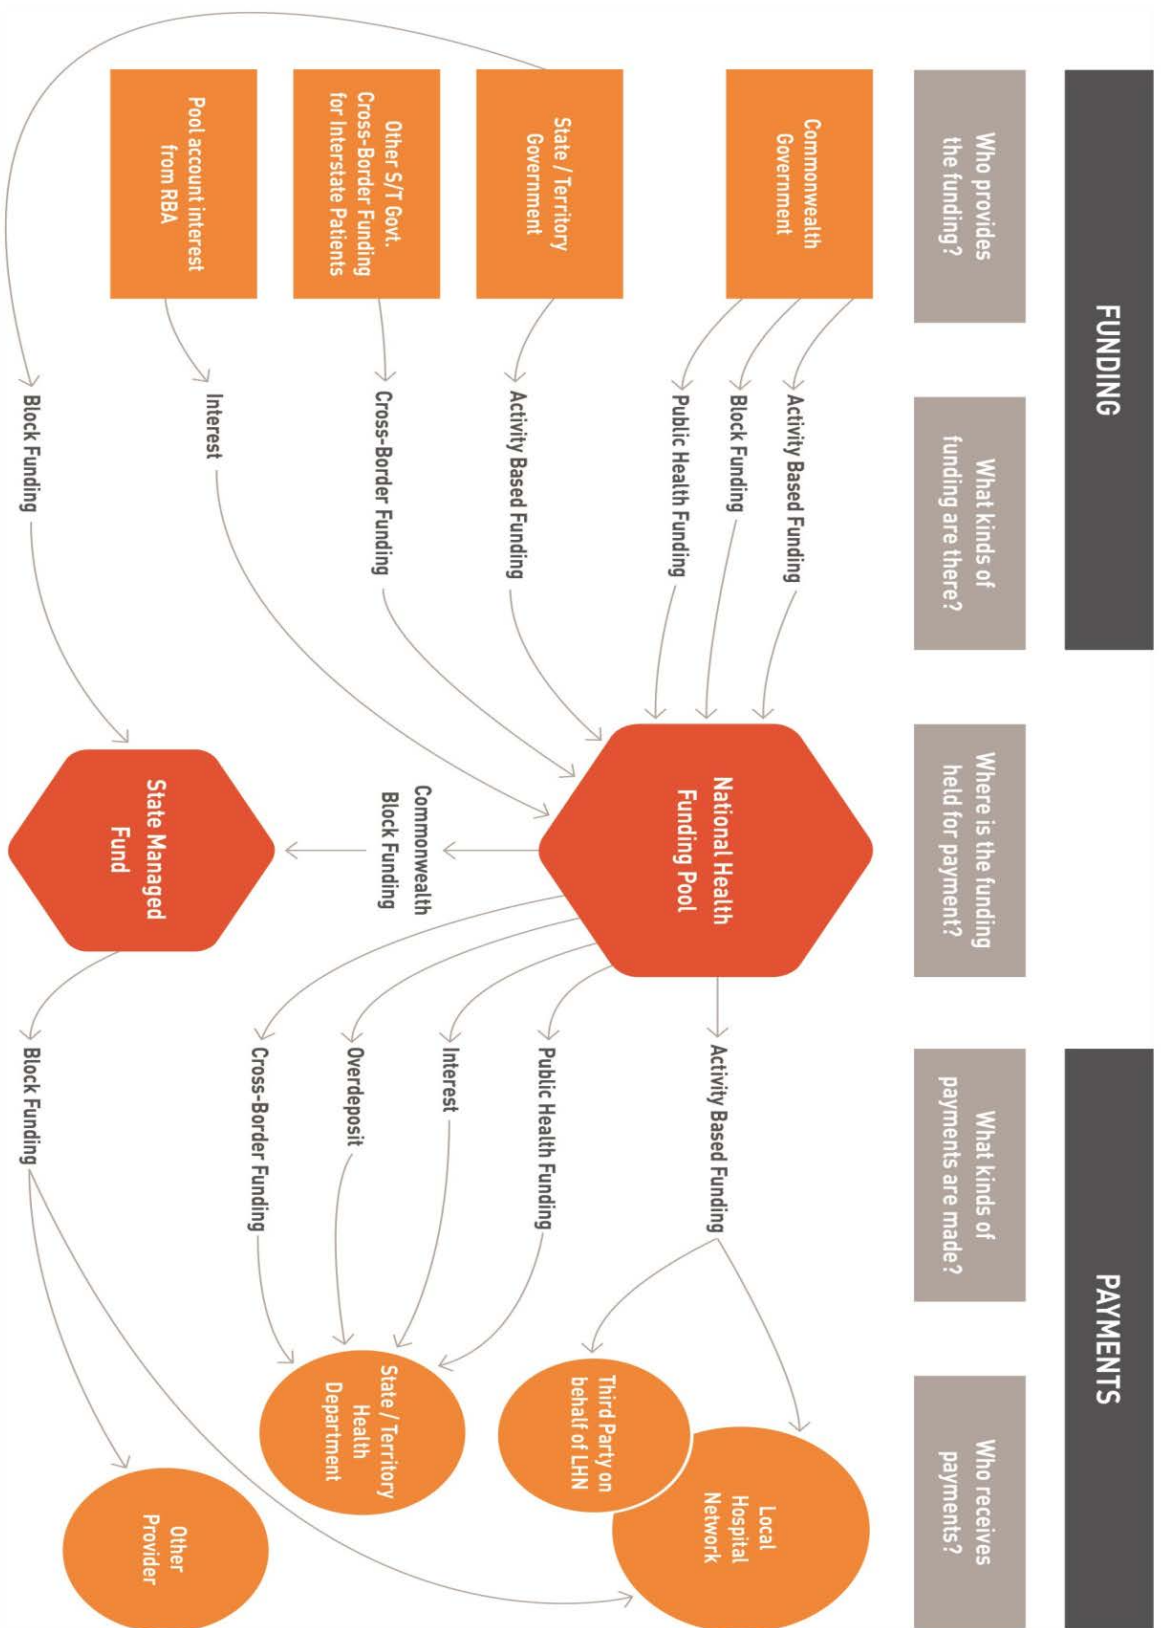 FUNDING
PAYMENTS
Who provides
the funding?
What kinds of
funding are there?
Where is the funding
held for payment?
What kinds of
payments are made?
Who receives
payments?
Commonwealth
Government
State / Territory
Government
Other S/T Govt.
Cross-Border Funding
for Interstate Patients
Pool account interest
from RBA
Activity Based Funding
Block Funding
Public Health Funding
Activity Based Funding
Cross-Border Funding
Interest
Block Funding
National Health
Funding Pool
Commonwealth
Block Funding
State Managed
Fund
Activity Based Funding
Public Health Funding
Interest
Overdeposit
Cross-Border Funding
Block Funding
Local
Hospital
Network
Third Party on
behalf of LHN
State / Territory
Health
Department
Other
Provider